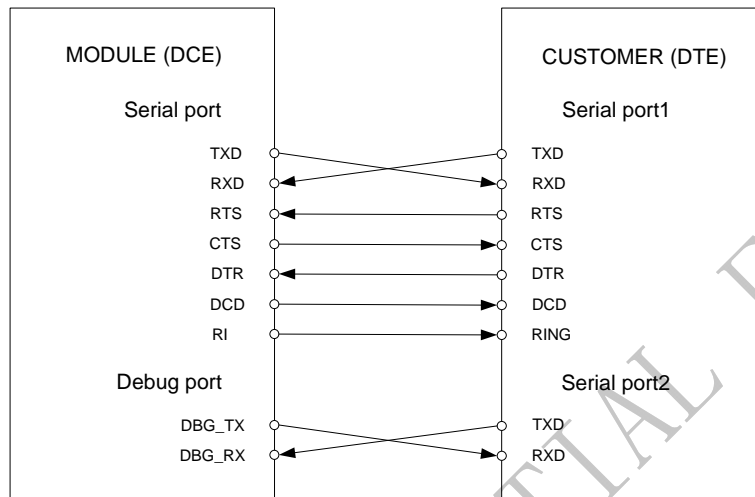 MODULE (DCE) CUSTOMER (DTE)
Serial port Serial port1
TXD TXD
RXD RXD
RTS RTS
CTS CTS
DTR DTR
DCD DCD
RI RING
Debug port Serial port2
DBG_TX TXD
DBG_RX RXD